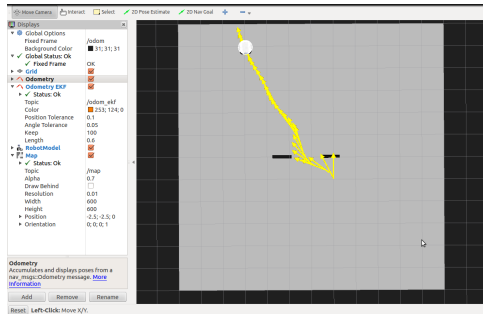 Move Camera Interact Select 2D Pose Estimate 2D Nav Goal
Displays
Global Options
Fixed Frame /odom
Background Color 31; 31; 31
Global Status: Ok
Fixed Frame OK
Grid
Odometry
Odometry EKF
Status: Ok
Topic /odom_ekf
Color 253; 124; 0
Position Tolerance 0.1
Angle Tolerance 0.05
Keep 100
Length 0.6
RobotModel
Map
Status: Ok
Topic /map
Alpha 0.7
Draw Behind
Resolution 0.01
Width 600
Height 600
Position -2.5; -2.5; 0
Orientation 0; 0; 0; 1
Odometry
Accumulates and displays poses from a
nav_msgs::Odometry message. More
Information
Add Remove Rename
Reset Left-Click: Move X/Y.